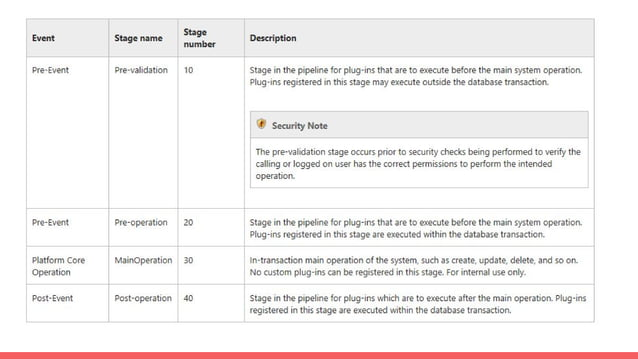 Event Stage name Stage number Description
Pre-Event Pre-validation 10 Stage in the pipeline for plug-ins that are to execute before the main system operation.
Plug-ins registered in this stage may execute outside the database transaction.
Security Note
The pre-validation stage occurs prior to security checks being performed to verify the
calling or logged on user has the correct permissions to perform the intended
operation.
Pre-Event Pre-operation 20 Stage in the pipeline for plug-ins that are to execute before the main system operation.
Plug-ins registered in this stage are executed within the database transaction.
Platform Core Operation MainOperation 30 In-transaction main operation of the system, such as create, update, delete, and so on.
No custom plug-ins can be registered in this stage. For internal use only.
Post-Event Post-operation 40 Stage in the pipeline for plug-ins which are to execute after the main operation. Plug-ins
registered in this stage are executed within the database transaction.